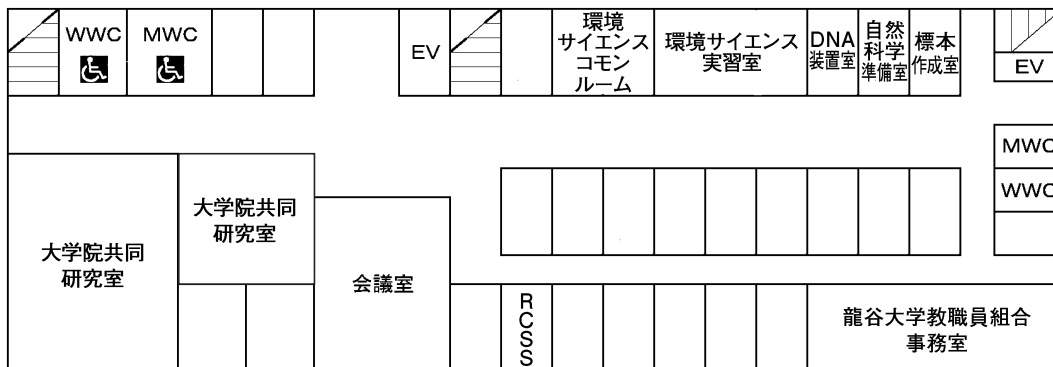 WWC
MWC
EV
環境
サイエンス
コモン
ルーム
環境サイエンス
実習室
DNA
装置室
自然
科学
準備室
標本
作成室
EV
MWC
WWC
大学院共同
研究室
大学院共同
研究室
会議室
RCSS
龍谷大学教職員組合
事務室